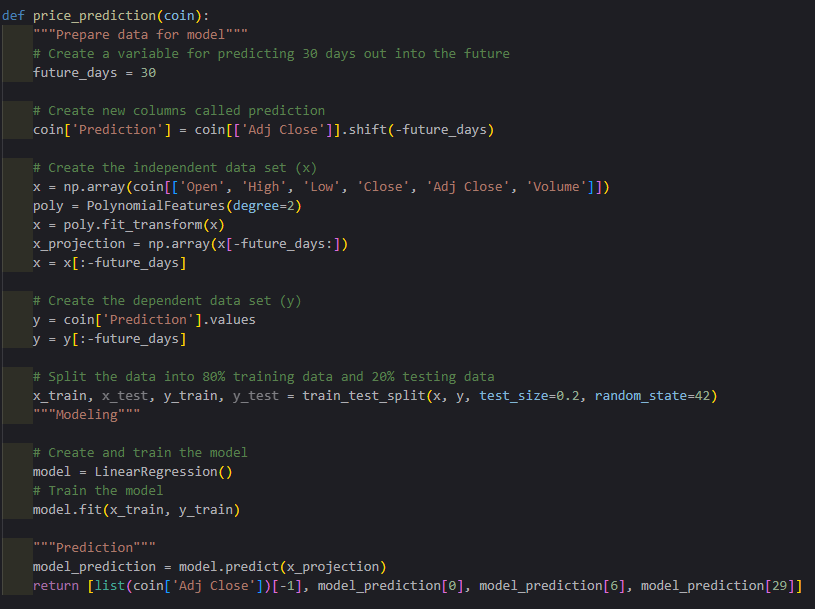 def price_prediction(coin):
    """Prepare data for model"""
    # Create a variable for predicting 30 days out into the future
    future_days = 30

    # Create new columns called prediction
    coin['Prediction'] = coin[['Adj Close']].shift(-future_days)

    # Create the independent data set (x)
    x = np.array(coin[['Open', 'High', 'Low', 'Close', 'Adj Close', 'Volume']])
    poly = PolynomialFeatures(degree=2)
    x = poly.fit_transform(x)
    x_projection = np.array(x[-future_days:])
    x = x[:-future_days]

    # Create the dependent data set (y)
    y = coin['Prediction'].values
    y = y[:-future_days]

    # Split the data into 80% training data and 20% testing data
    x_train, x_test, y_train, y_test = train_test_split(x, y, test_size=0.2, random_state=42)
    """Modeling"""

    # Create and train the model
    model = LinearRegression()
    # Train the model
    model.fit(x_train, y_train)

    """Prediction"""
    model_prediction = model.predict(x_projection)
    return [list(coin['Adj Close'])[-1], model_prediction[0], model_prediction[6], model_prediction[29]]